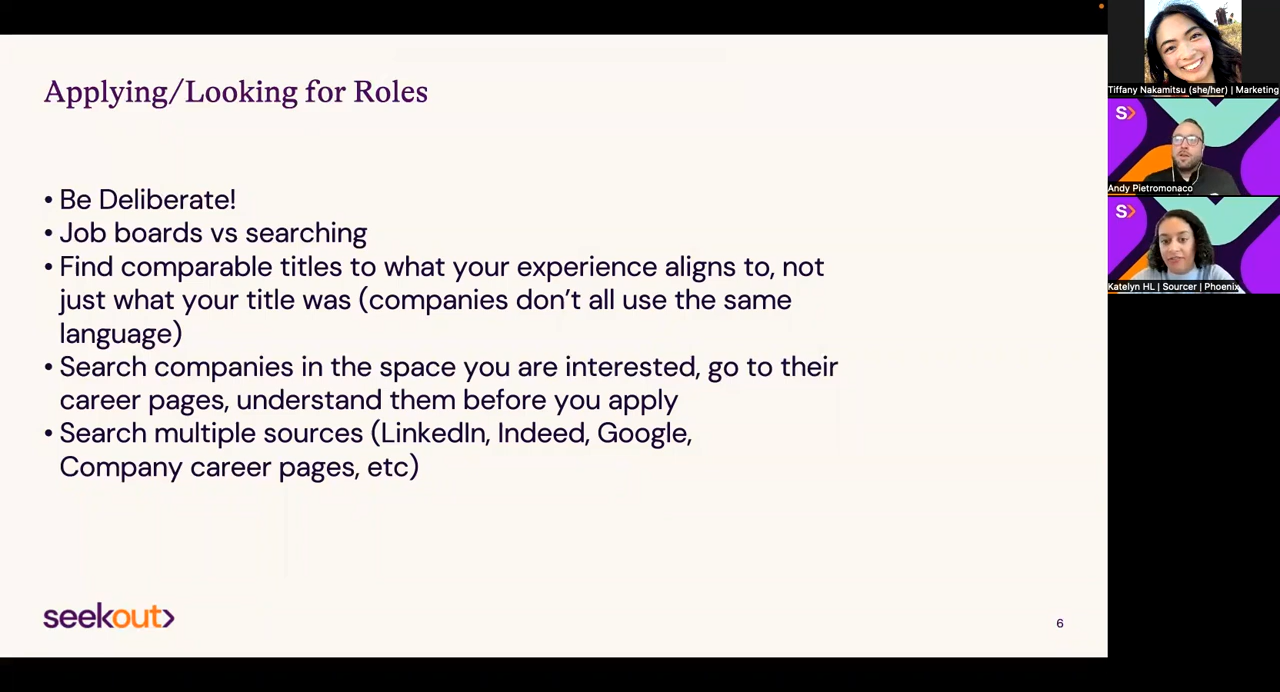 Applying/Looking for Roles
• Be Deliberate!
• Job boards vs searching
• Find comparable titles to what your experience aligns to, not
just what your title was (companies don’t all use the same
language)
• Search companies in the space you are interested, go to their
career pages, understand them before you apply
• Search multiple sources (LinkedIn, Indeed, Google,
Company career pages, etc)
seekout>
6
Tiffany Nakamitsu (she/her) | Marketing
S>
Andy Pietromonaco
S>
Katelyn HL | Sourcer | Phoenix